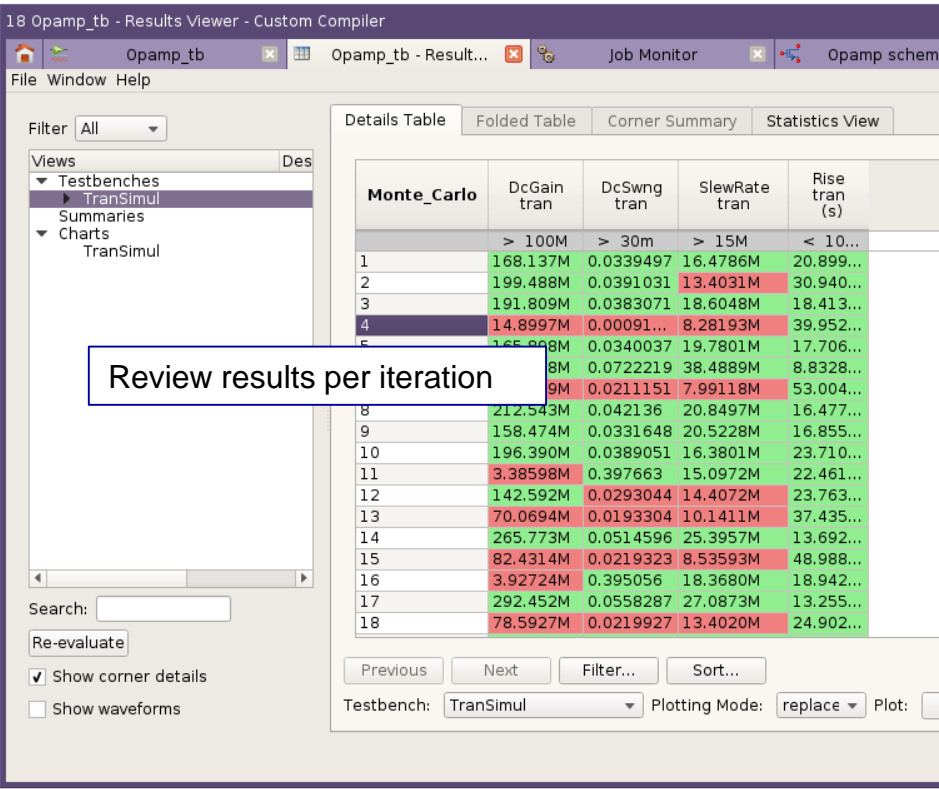 18 Opamp_tb - Results Viewer - Custom Compiler
Opamp_tb Opamp_tb - Result... Job Monitor Opamp schem
File Window Help
Filter All
Details Table Folded Table Corner Summary Statistics View
Views Des
Testbenches
TranSimul
Summaries
Charts
TranSimul
Monte_Carlo DcGain tran DcSwng tran SlewRate tran Rise tran (s)
> 100M > 30m > 15M < 10...
1 168.137M 0.0339497 16.4786M 20.899...
2 199.488M 0.0391031 13.4031M 30.940...
3 191.809M 0.0383071 18.6048M 18.413...
4 14.8997M 0.00091... 8.28193M 39.952...
0.0340037 19.7801M 17.706...
Review results per iteration
8M 0.0722219 38.4889M 8.8328...
9M 0.0211151 7.99118M 53.004...
8 212.543M 0.042136 20.8497M 16.477...
9 158.474M 0.0331648 20.5228M 16.855...
10 196.390M 0.0389051 16.3801M 23.710...
11 3.38598M 0.397663 15.0972M 22.461...
12 142.592M 0.0293044 14.4072M 23.763...
13 70.0694M 0.0193304 10.1411M 37.435...
14 265.773M 0.0514596 25.3957M 13.692...
15 82.4314M 0.0219323 8.53593M 48.988...
16 3.92724M 0.395056 18.3680M 18.942...
17 292.452M 0.0558287 27.0873M 13.255...
18 78.5927M 0.0219927 13.4020M 24.902...
Search:
Re-evaluate
Show corner details
Show waveforms
Previous Next Filter... Sort...
Testbench: TranSimul Plotting Mode: replace Plot: